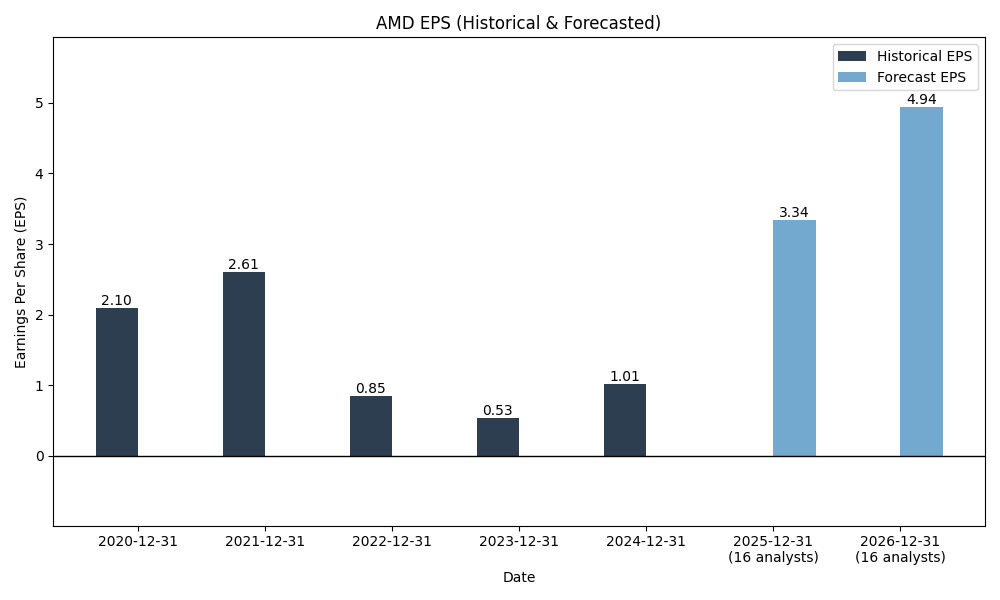 AMD EPS (Historical & Forecasted)
Historical EPS
Forecast EPS
Earnings Per Share (EPS)
5
4
3
2
1
0
2.10
2.61
0.85
0.53
1.01
3.34
4.94
2020-12-31
2021-12-31
2022-12-31
2023-12-31
2024-12-31
2025-12-31
(16 analysts)
2026-12-31
(16 analysts)
Date